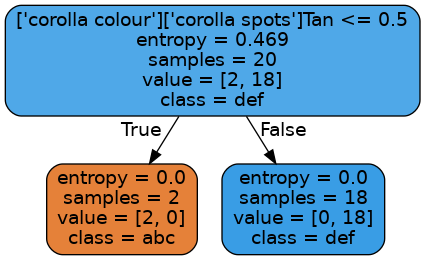 ['corolla colour']['corolla spots']Tan <= 0.5
entropy = 0.469
samples = 20
value = [2, 18]
class = def
True
False
entropy = 0.0
samples = 2
value = [2, 0]
class = abc
entropy = 0.0
samples = 18
value = [0, 18]
class = def